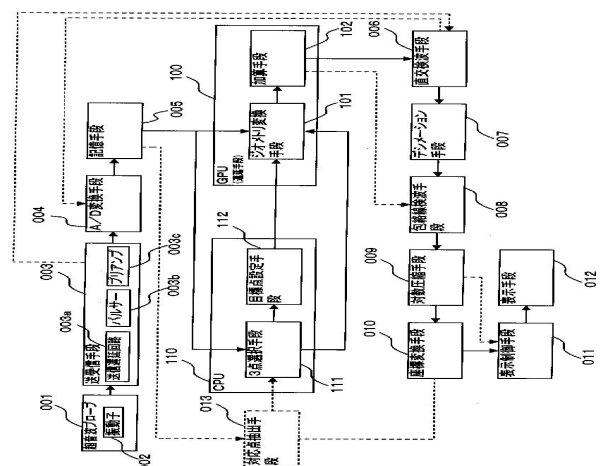 001
超音波プローブ
振動子
002
003
送受信手段
003a
送信遅延回路
003b
パルサー
003c
プリアンプ
004
A/D変換手段
005
記憶手段
110
CPU
111
3点選択手段
112
目標点設定手
段
013
対応点抽出手
段
100
GPU
(遅延手段)
101
ジオメトリ変換
手段
102
加算手段
006
直交検波手段
007
デシメーション手
段
008
包絡線検波手
段
009
対数圧縮手段
010
座標変換手段
011
表示制御手段
012
表示手段